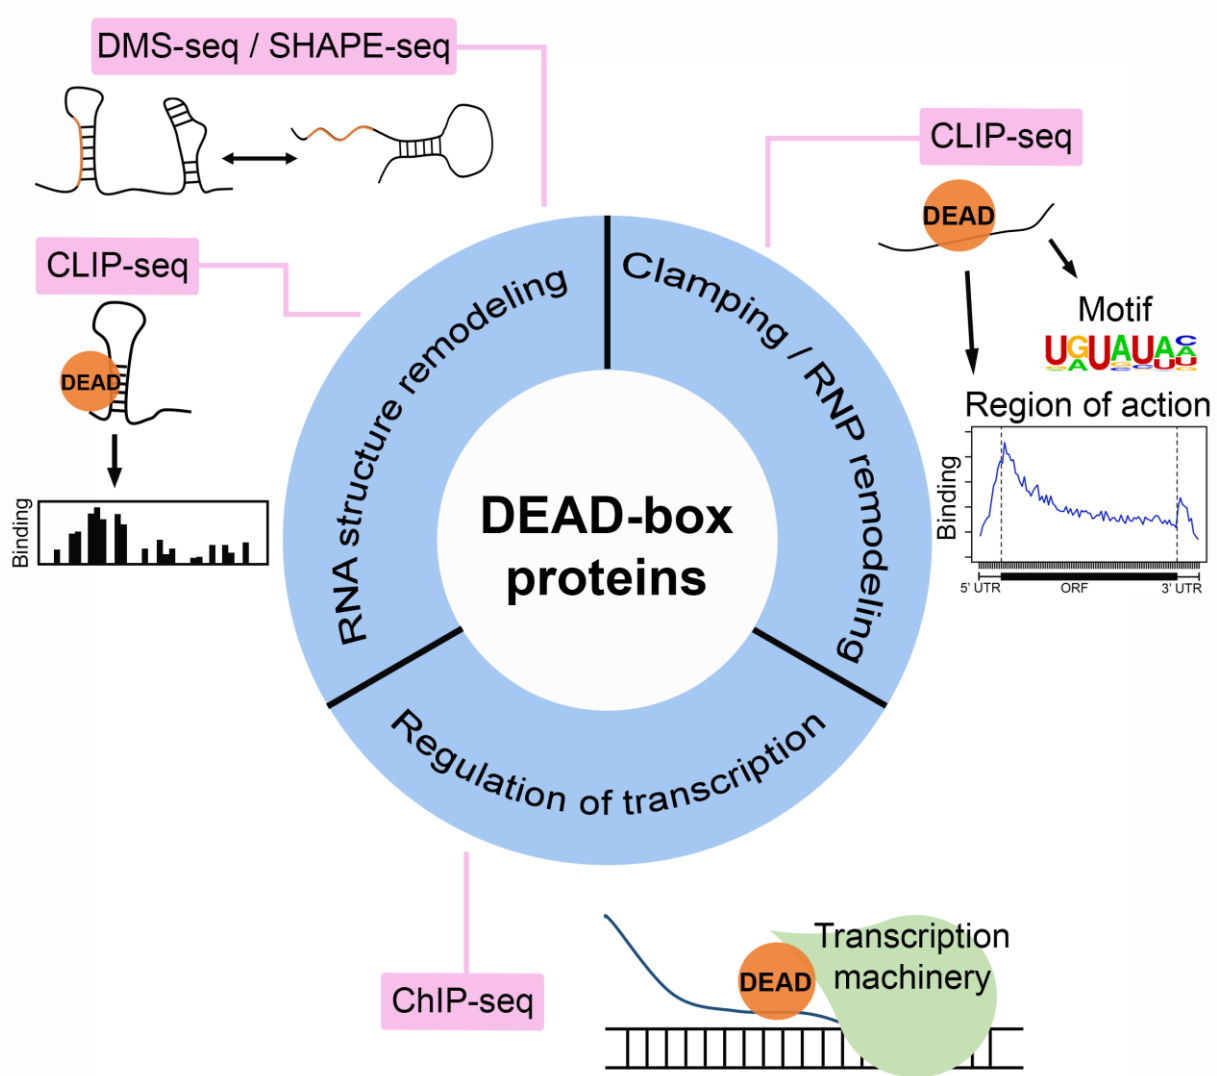 DMS-seq / SHAPE-seq
CLIP-seq
DEAD
Motif
UGUAUA
Region of action
Binding
5' UTR
ORF
3' UTR
CLIP-seq
DEAD
Binding
RNA structure remodeling
Clamping / RNP remodeling
Regulation of transcription
DEAD-box
proteins
ChIP-seq
DEAD
Transcription
machinery